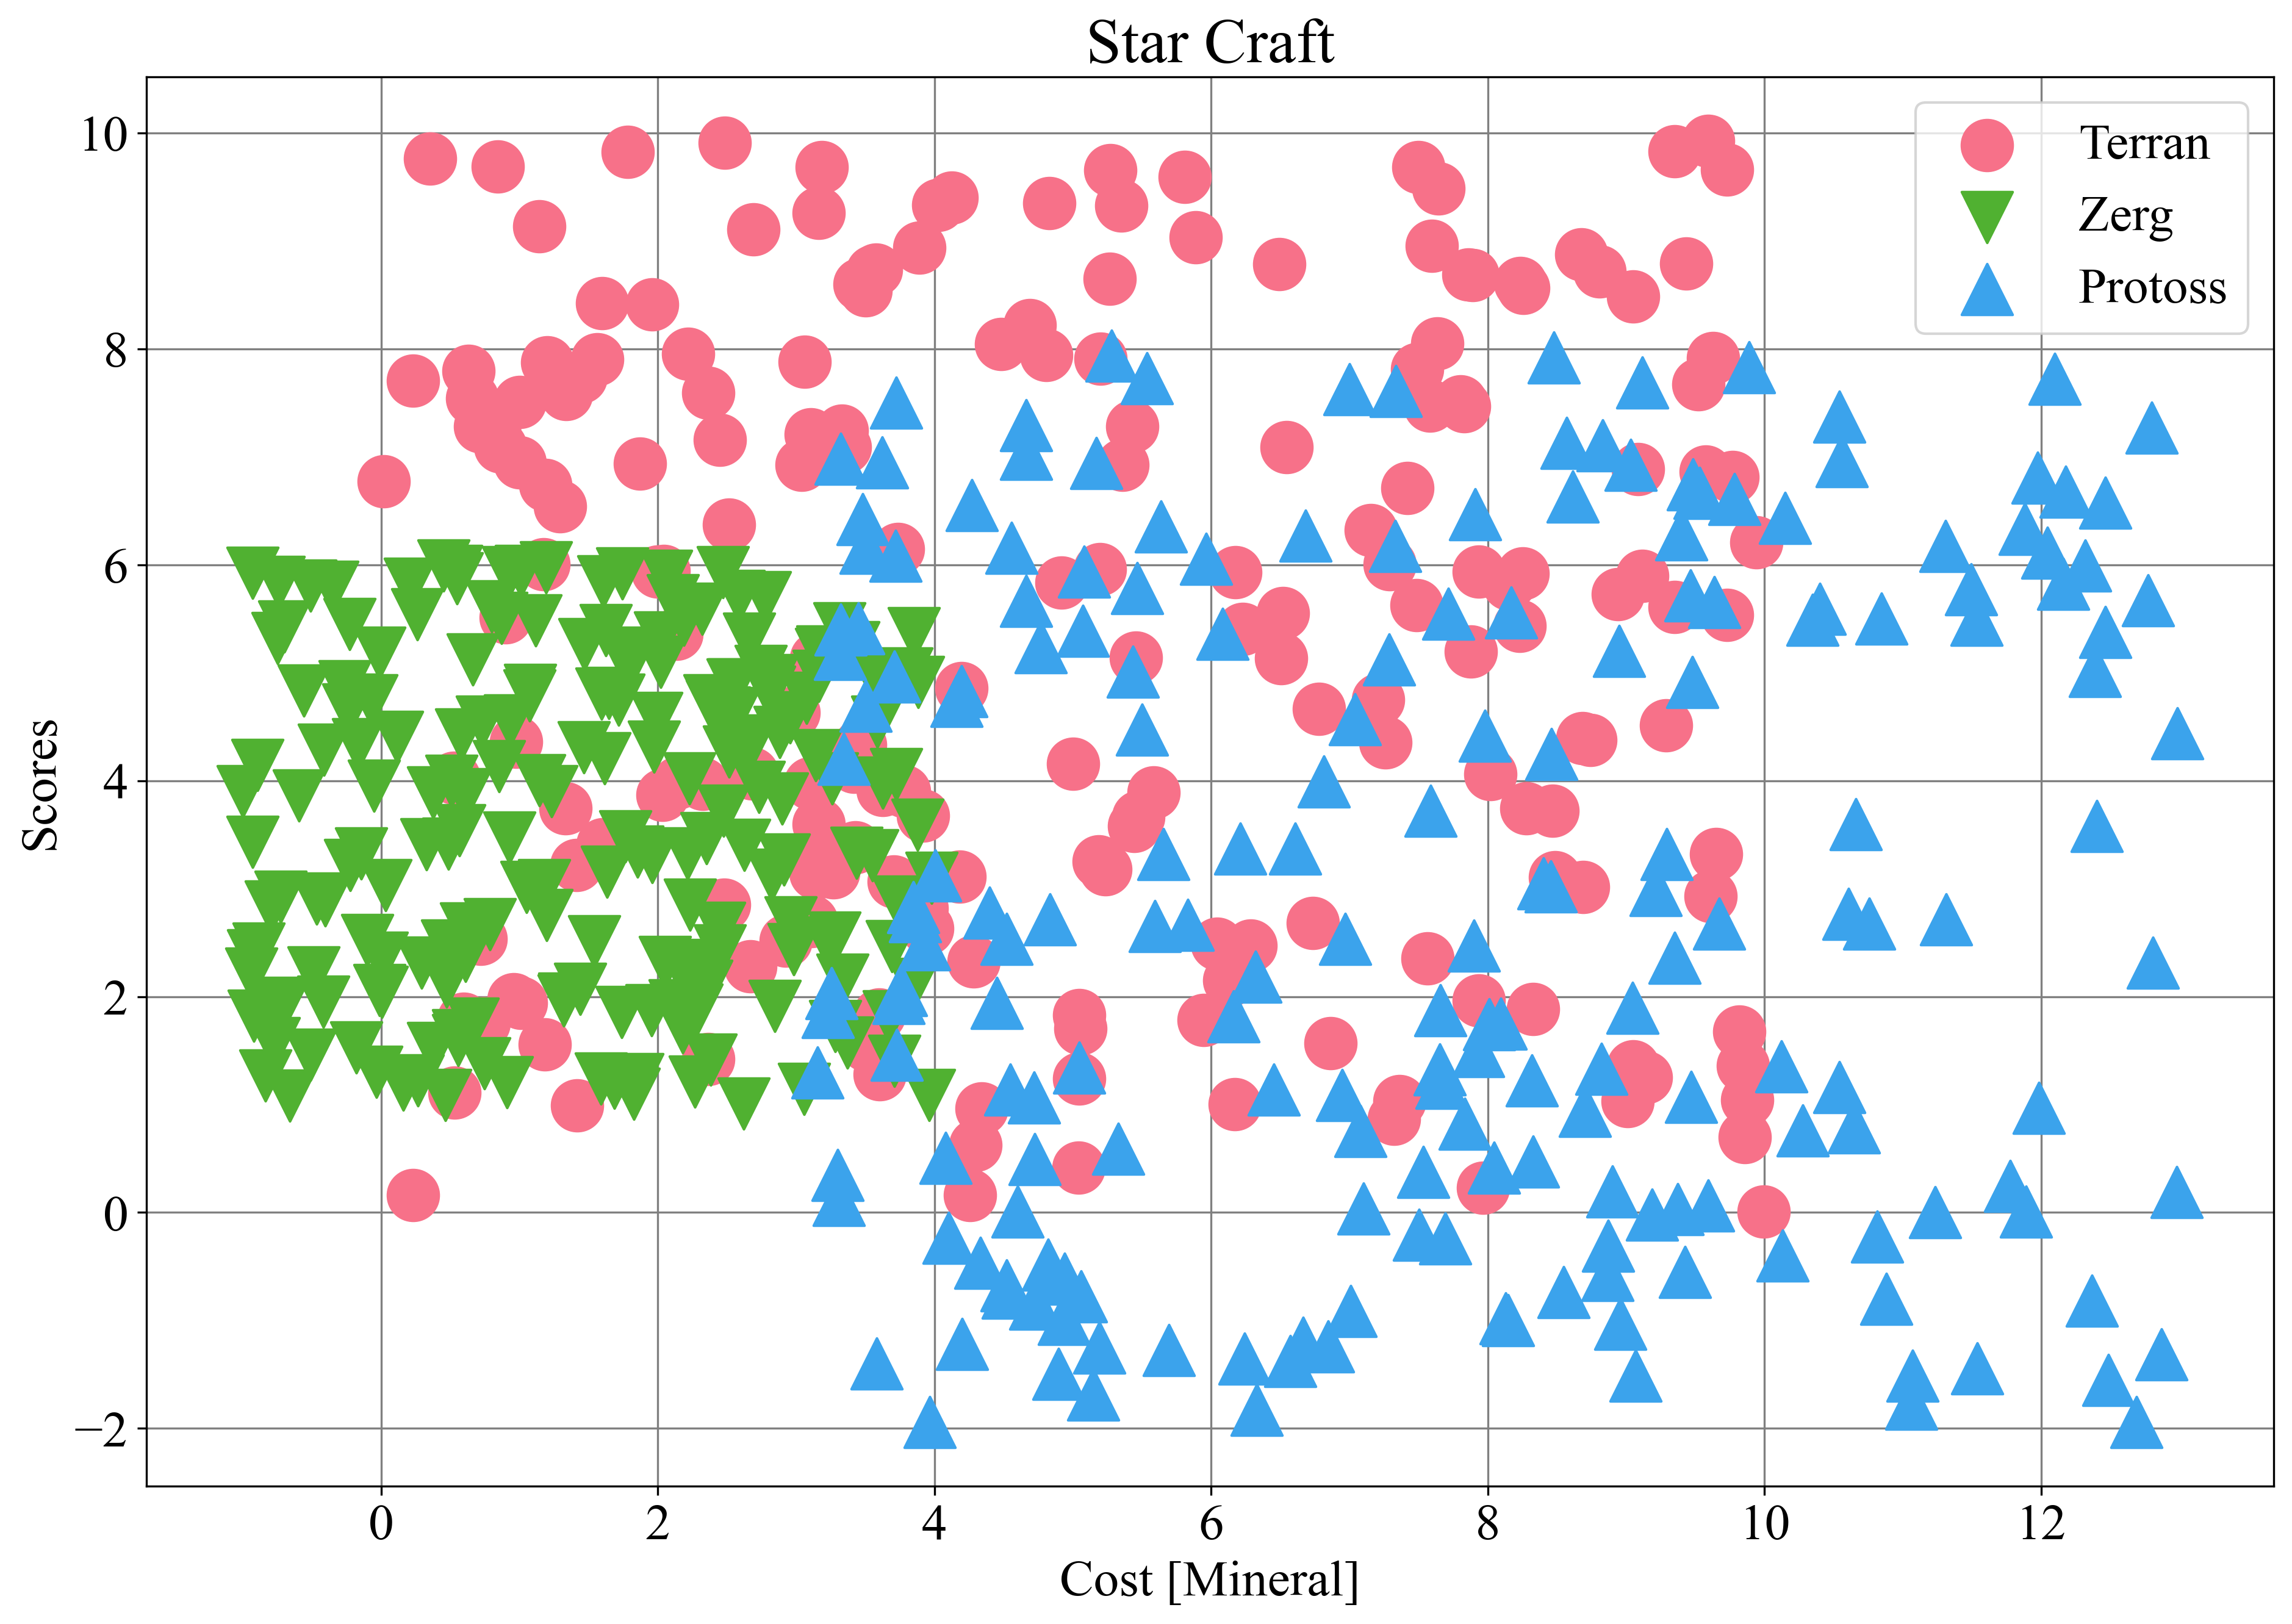 Star Craft
Terran
Zerg
Protoss
10
8
6
4
2
0
−2
Scores
0 2 4 6 8 10 12
Cost [Mineral]